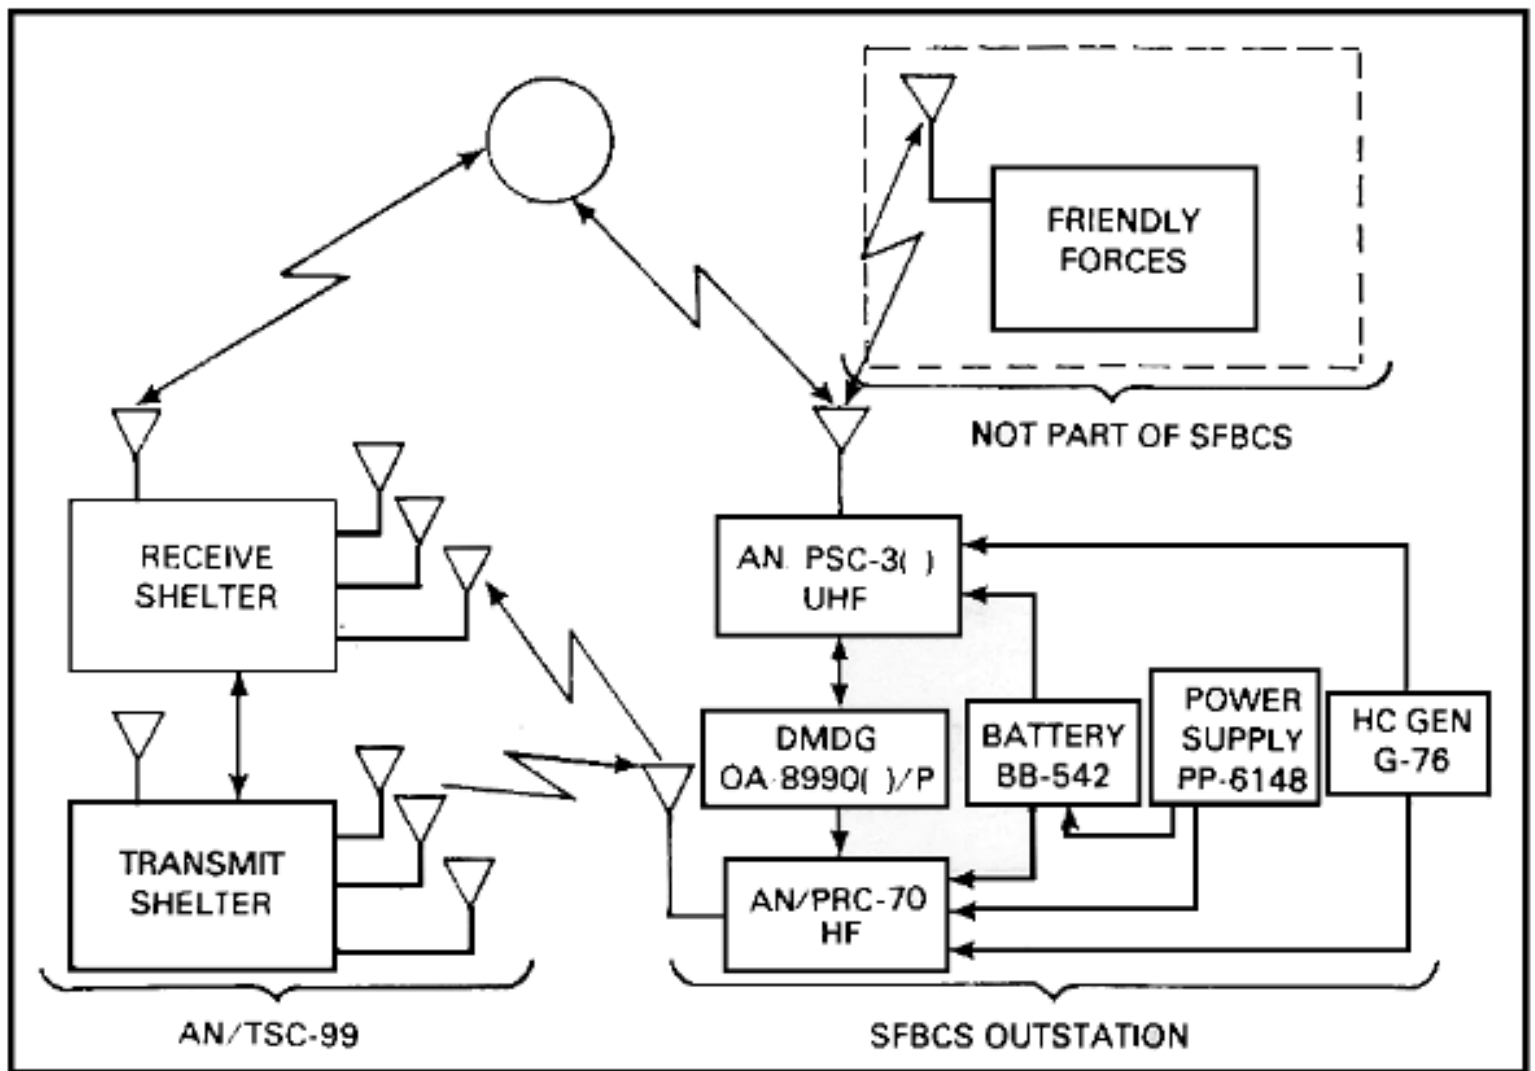 FRIENDLY
FORCES
NOT PART OF SFBCS
RECEIVE
SHELTER
AN PSC-3( )
UHF
DMDG
OA-8990( )/P
BATTERY
BB-542
POWER
SUPPLY
PP-6148
HC GEN
G-76
TRANSMIT
SHELTER
AN/PRC-70
HF
AN/TSC-99
SFBCS OUTSTATION